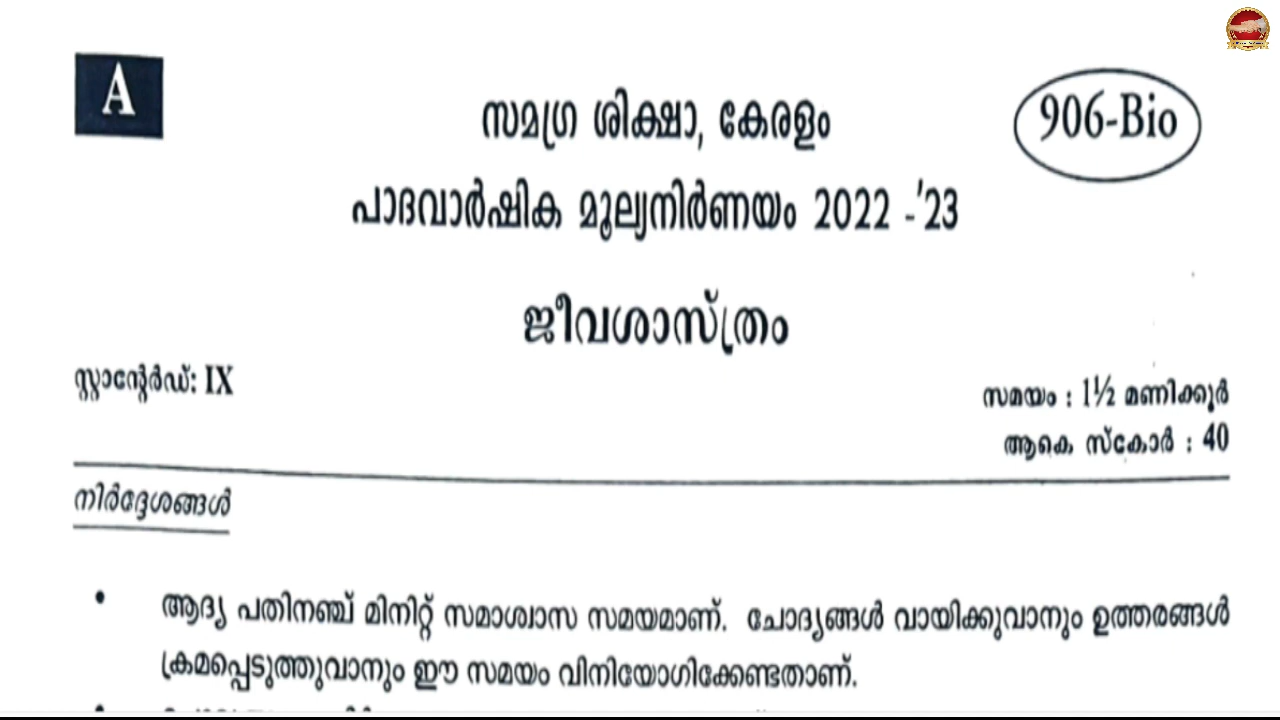 A
സമഗ്ര ശിക്ഷാ, കേരളം
906-Bio
പാദവാർഷിക മൂല്യനിർണയം 2022 -'23
ജീവശാസ്ത്രം
സ്റ്റാന്റേർഡ്: IX
സമയം : 1½ മണിക്കൂർ
ആകെ സ്കോർ : 40
നിർദ്ദേശങ്ങൾ
• ആദ്യ പതിനഞ്ച് മിനിറ്റ് സമാശ്വാസ സമയമാണ്. ചോദ്യങ്ങൾ വായിക്കുവാനും ഉത്തരങ്ങൾ
ക്രമപ്പെടുത്തുവാനും ഈ സമയം വിനിയോഗിക്കേണ്ടതാണ്.